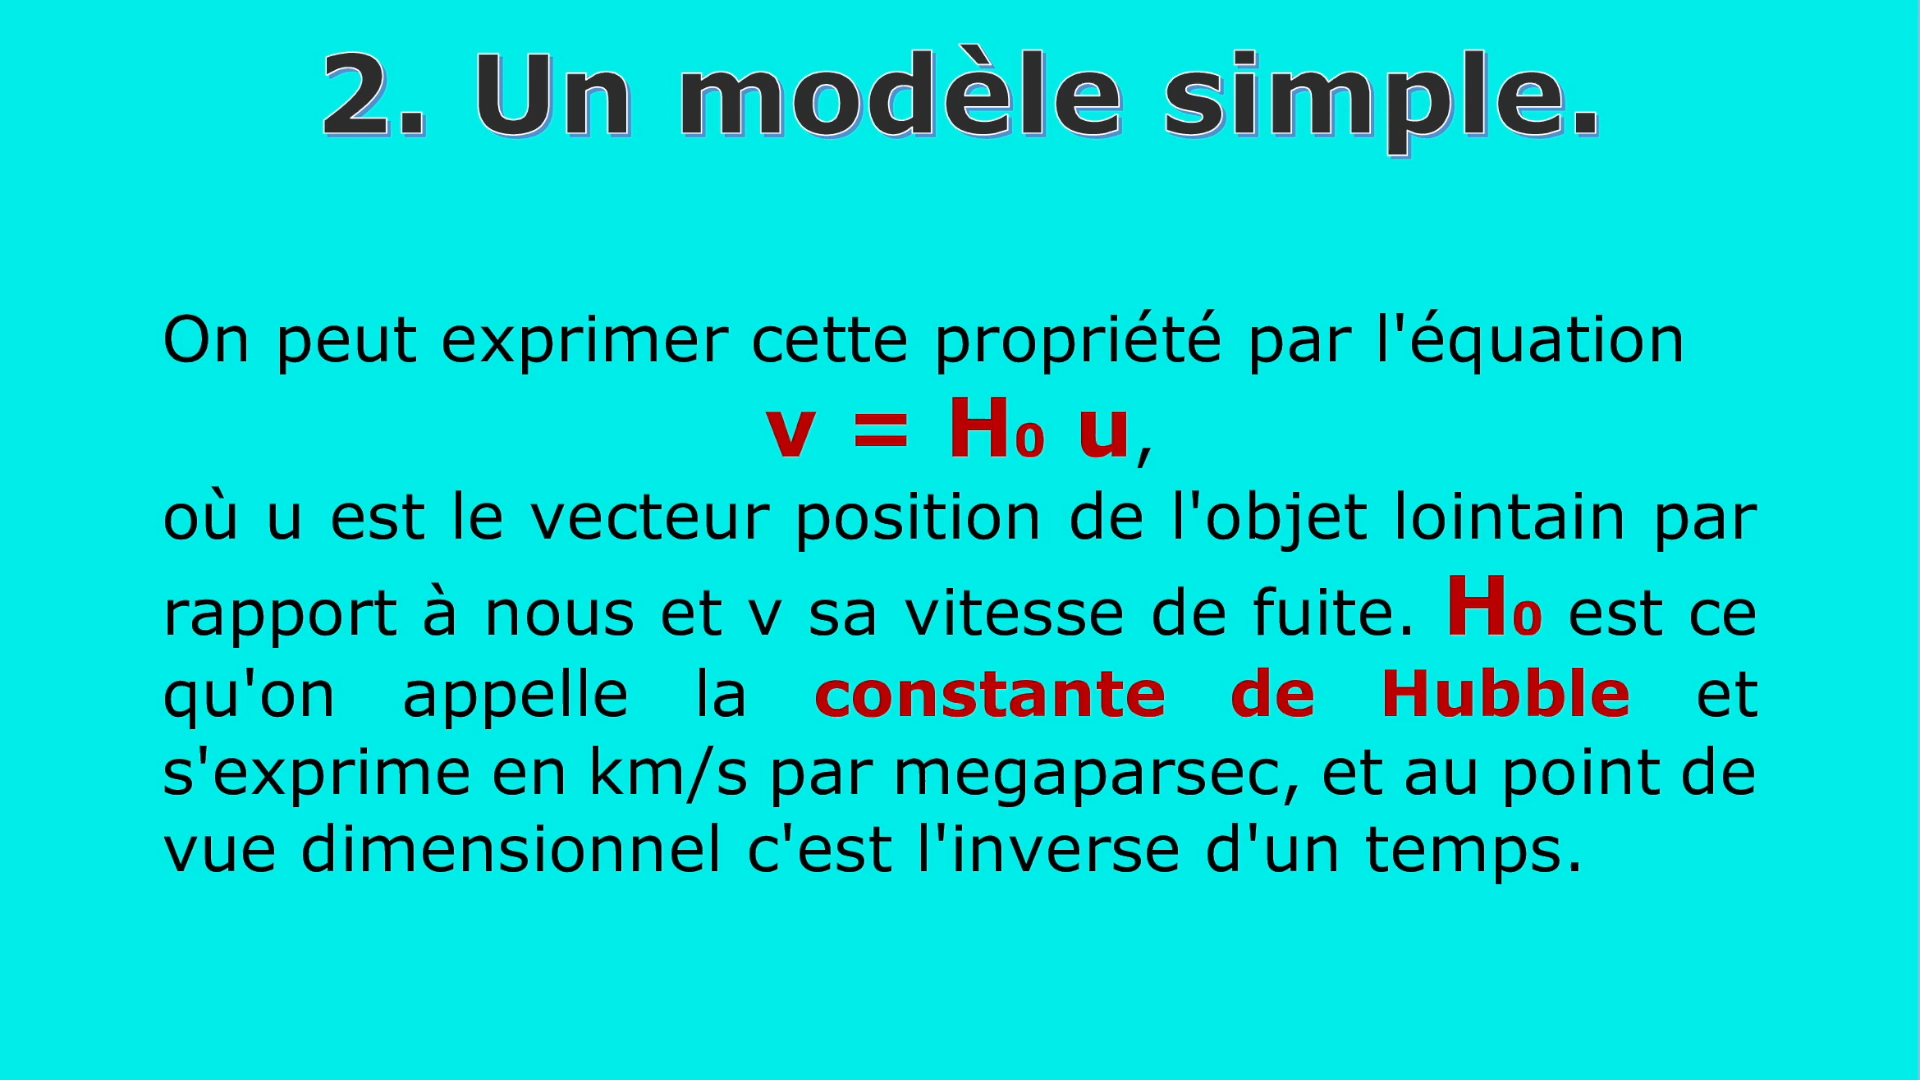 2. Un modèle simple.
On peut exprimer cette propriété par l'équation
v = H₀ u,
où u est le vecteur position de l'objet lointain par
rapport à nous et v sa vitesse de fuite. H₀ est ce
qu'on appelle la constante de Hubble et
s'exprime en km/s par megaparsec, et au point de
vue dimensionnel c'est l'inverse d'un temps.